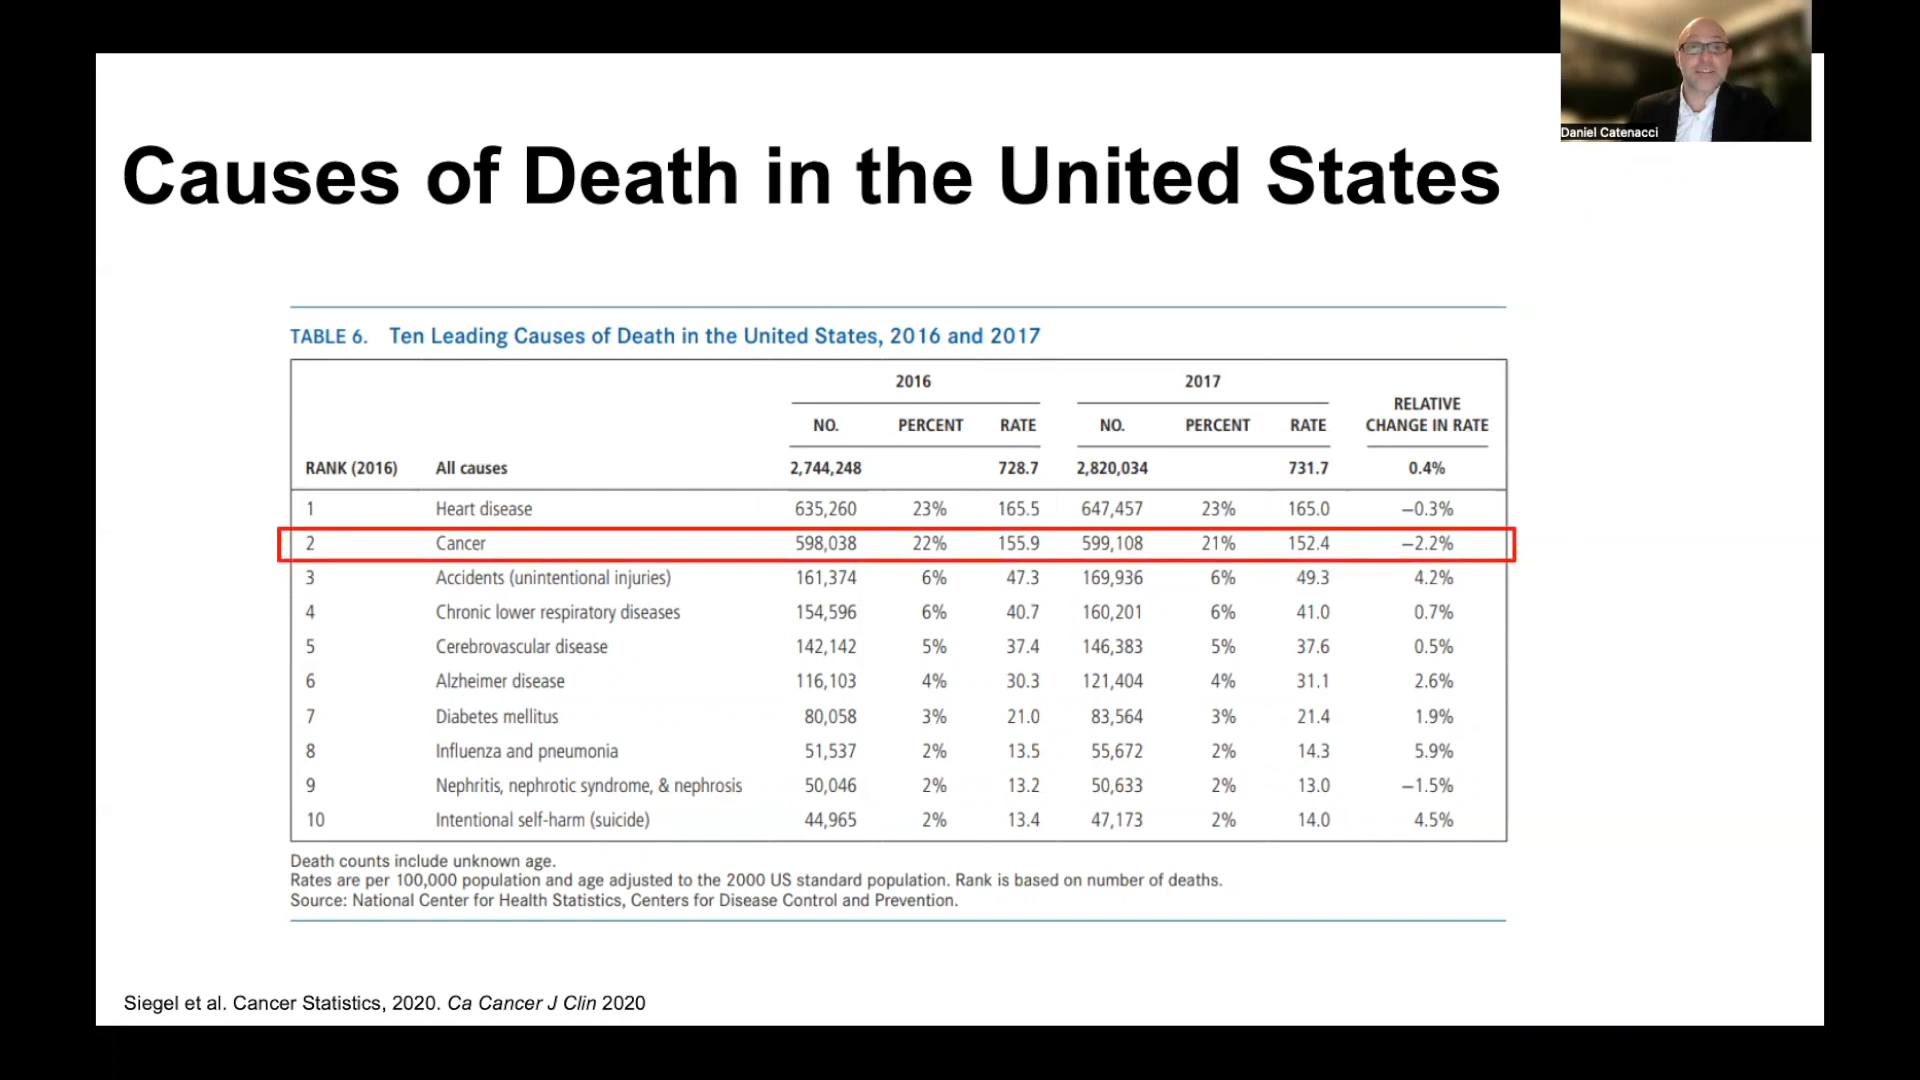 Daniel Catenacci
Causes of Death in the United States
TABLE 6. Ten Leading Causes of Death in the United States, 2016 and 2017
2016 2017
RELATIVE
NO. PERCENT RATE NO. PERCENT RATE CHANGE IN RATE
RANK (2016) All causes 2,744,248 728.7 2,820,034 731.7 0.4%
1 Heart disease 635,260 23% 165.5 647,457 23% 165.0 −0.3%
2 Cancer 598,038 22% 155.9 599,108 21% 152.4 −2.2%
3 Accidents (unintentional injuries) 161,374 6% 47.3 169,936 6% 49.3 4.2%
4 Chronic lower respiratory diseases 154,596 6% 40.7 160,201 6% 41.0 0.7%
5 Cerebrovascular disease 142,142 5% 37.4 146,383 5% 37.6 0.5%
6 Alzheimer disease 116,103 4% 30.3 121,404 4% 31.1 2.6%
7 Diabetes mellitus 80,058 3% 21.0 83,564 3% 21.4 1.9%
8 Influenza and pneumonia 51,537 2% 13.5 55,672 2% 14.3 5.9%
9 Nephritis, nephrotic syndrome, & nephrosis 50,046 2% 13.2 50,633 2% 13.0 −1.5%
10 Intentional self-harm (suicide) 44,965 2% 13.4 47,173 2% 14.0 4.5%
Death counts include unknown age.
Rates are per 100,000 population and age adjusted to the 2000 US standard population. Rank is based on number of deaths.
Source: National Center for Health Statistics, Centers for Disease Control and Prevention.
Siegel et al. Cancer Statistics, 2020. Ca Cancer J Clin 2020